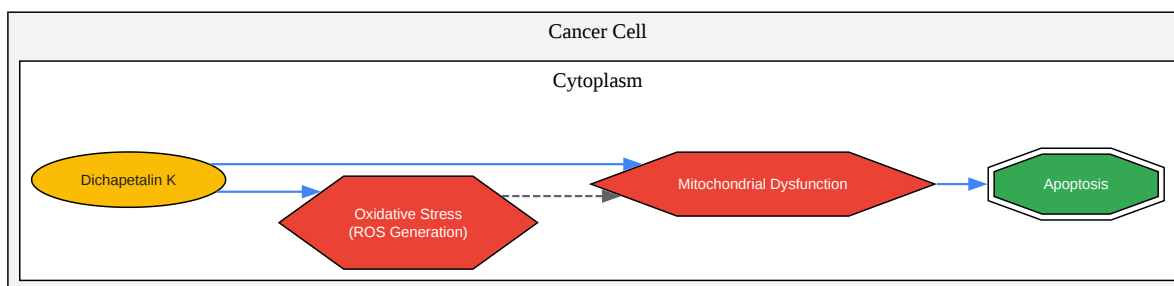 Cancer Cell
Cytoplasm
Dichapetalin K
Oxidative Stress
(ROS Generation)
Mitochondrial Dysfunction
Apoptosis